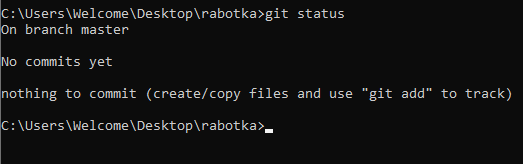 C:\Users\Welcome\Desktop\rabotka>git status
On branch master
No commits yet
nothing to commit (create/copy files and use "git add" to track)
C:\Users\Welcome\Desktop\rabotka>